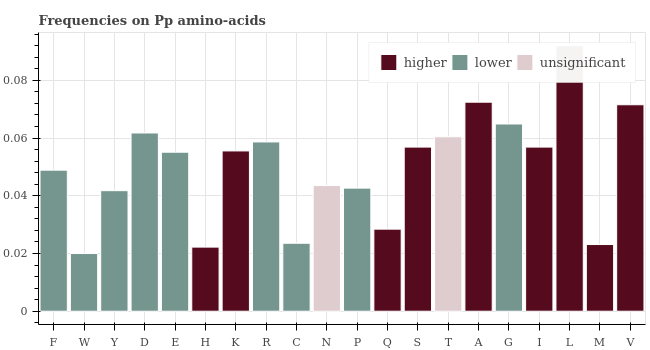 Frequencies on Pp amino-acids
higher lower unsignificant
0.08
0.06
0.04
0.02
0
F W Y D E H K R C N P Q S T A G I L M V